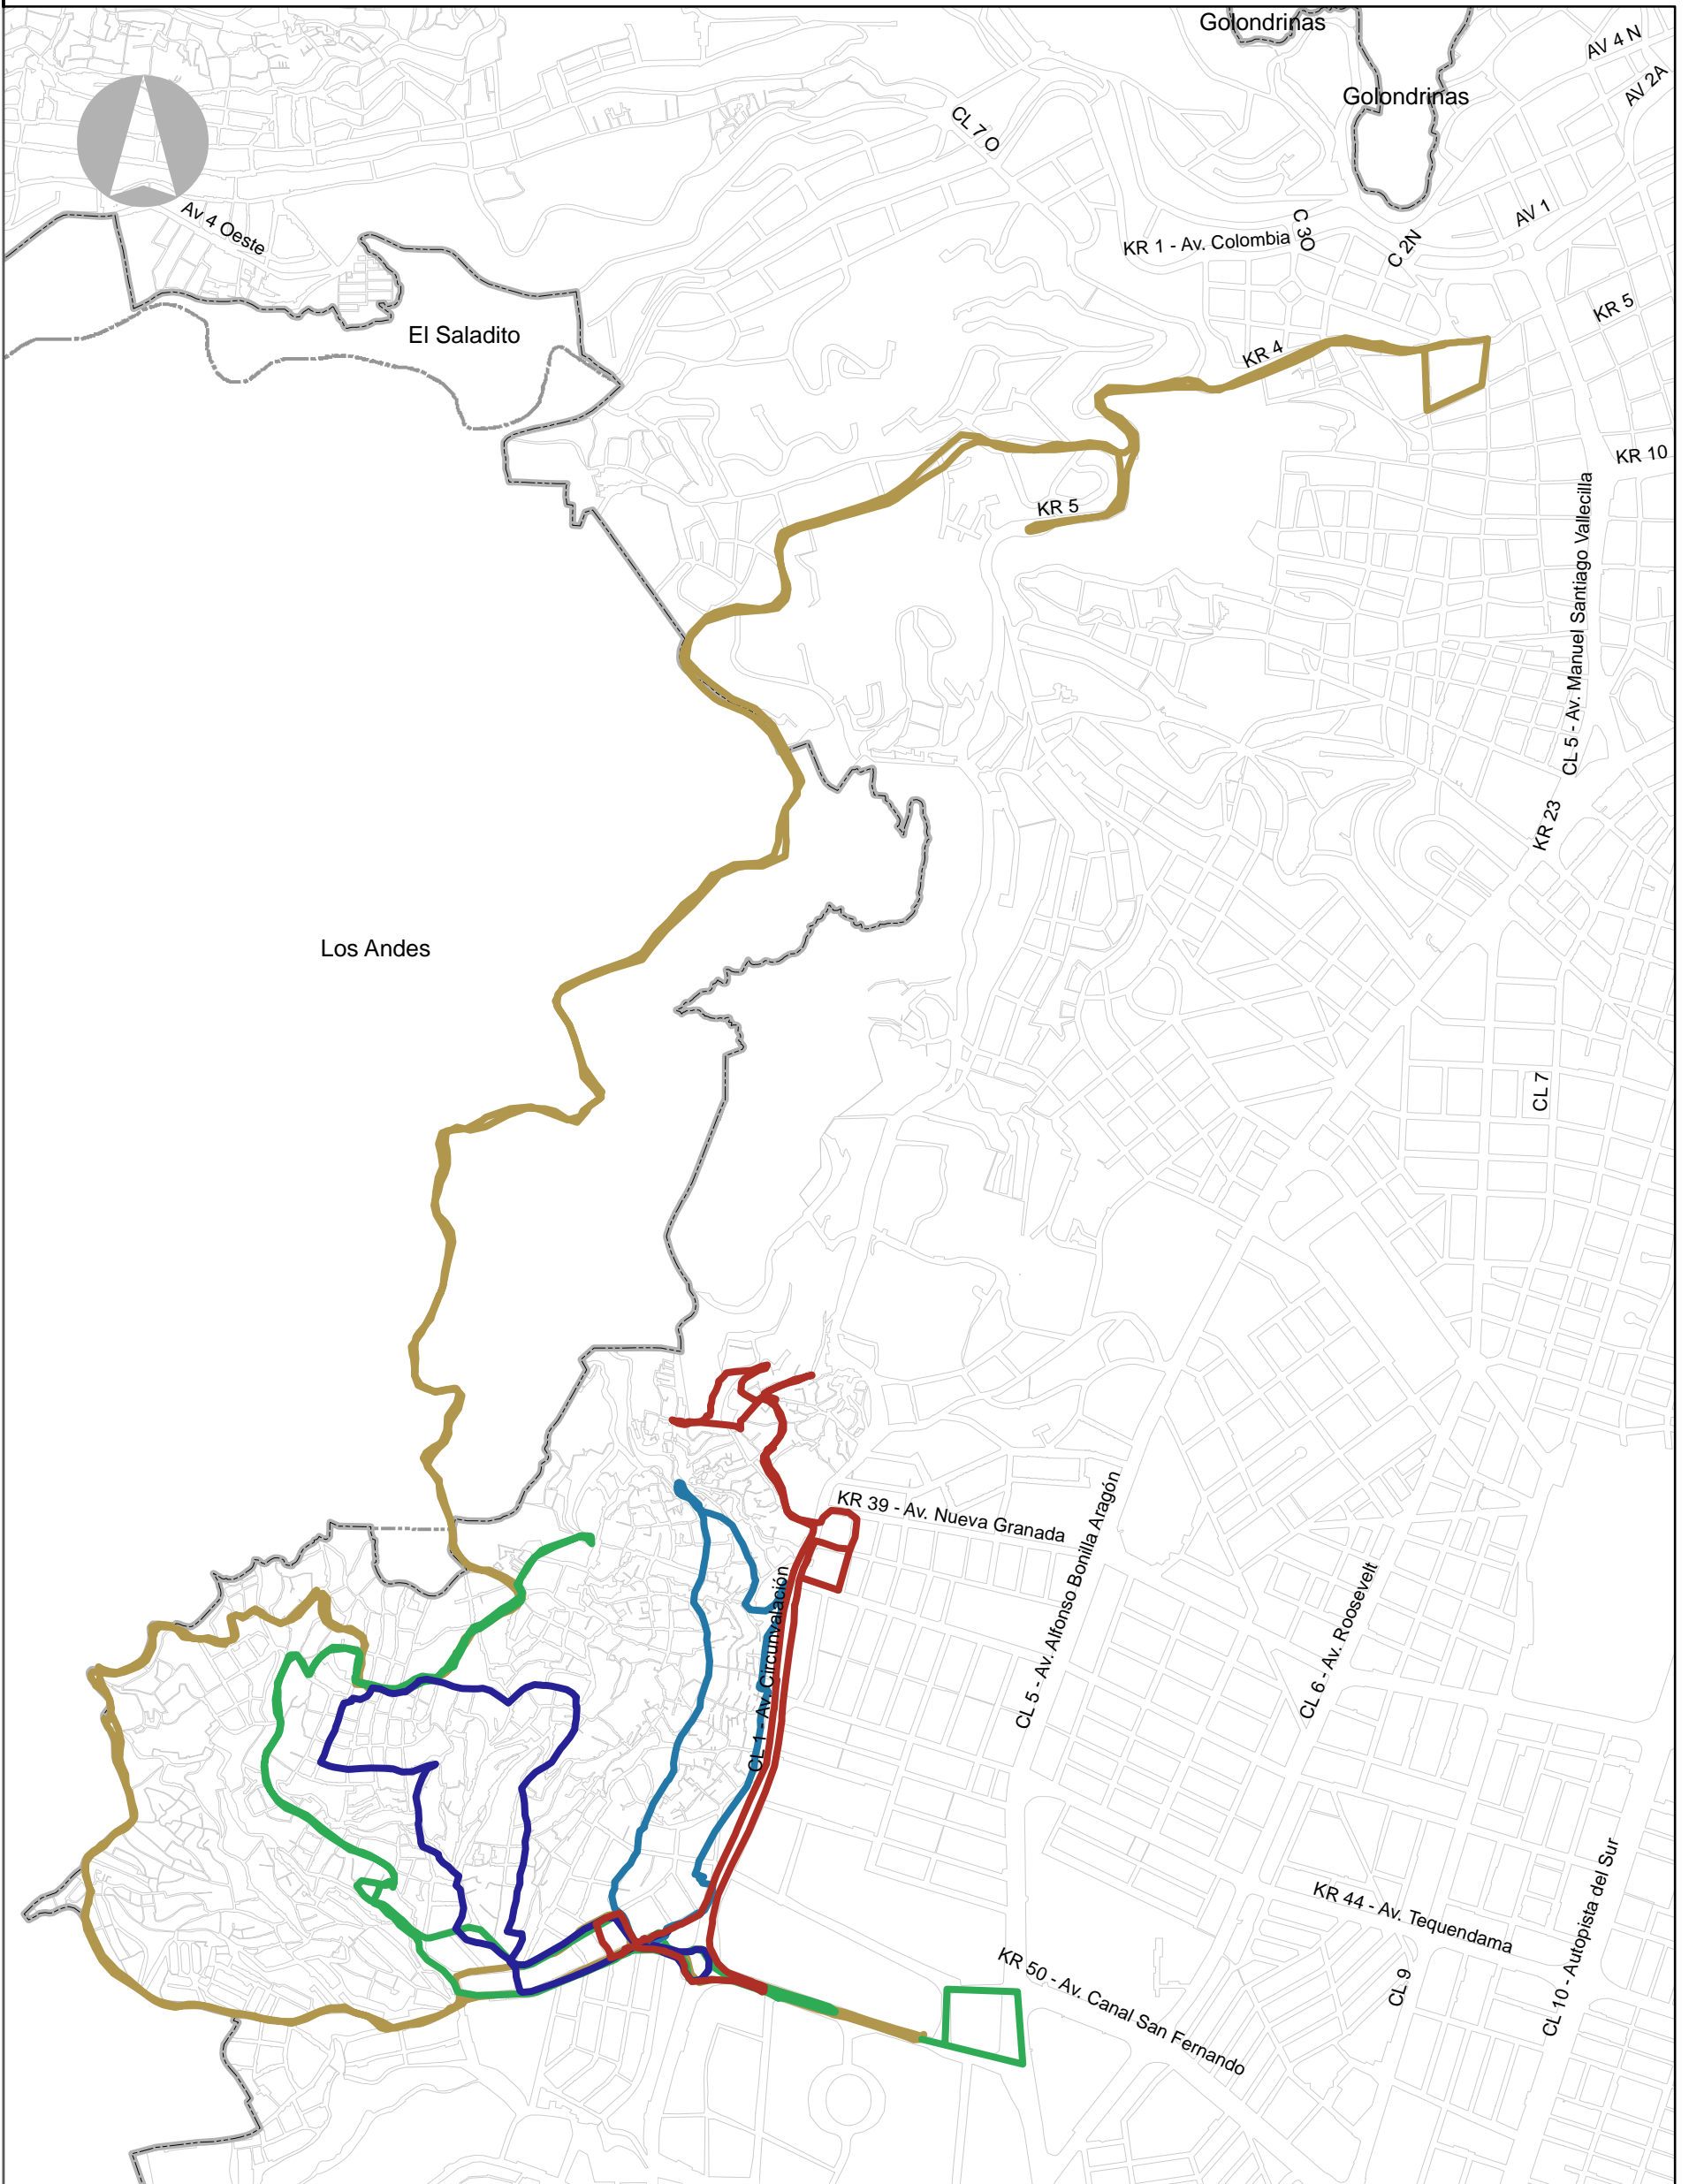 Golondrinas
AV 4 N
AV 2A
Golondrinas
CL 7 O
Av 4 Oeste
AV 1
C 3O
KR 1 - Av. Colombia
C 2N
KR 5
El Saladito
KR 4
KR 10
KR 5
CL 5 - Av. Manuel Santiago Vallecilla
KR 23
Los Andes
CL 7
KR 39 - Av. Nueva Granada
CL 5 - Av. Alfonso Bonilla Aragón
CL 1 - Av. Circunvalación
CL 6 - Av. Roosevelt
KR 44 - Av. Tequendama
CL 10 - Autopista del Sur
KR 50 - Av. Canal San Fernando
CL 9